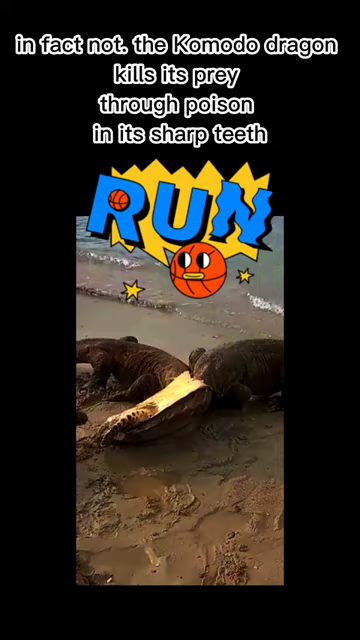 in fact not. the Komodo dragon
kills its prey
through poison
in its sharp teeth
RUN